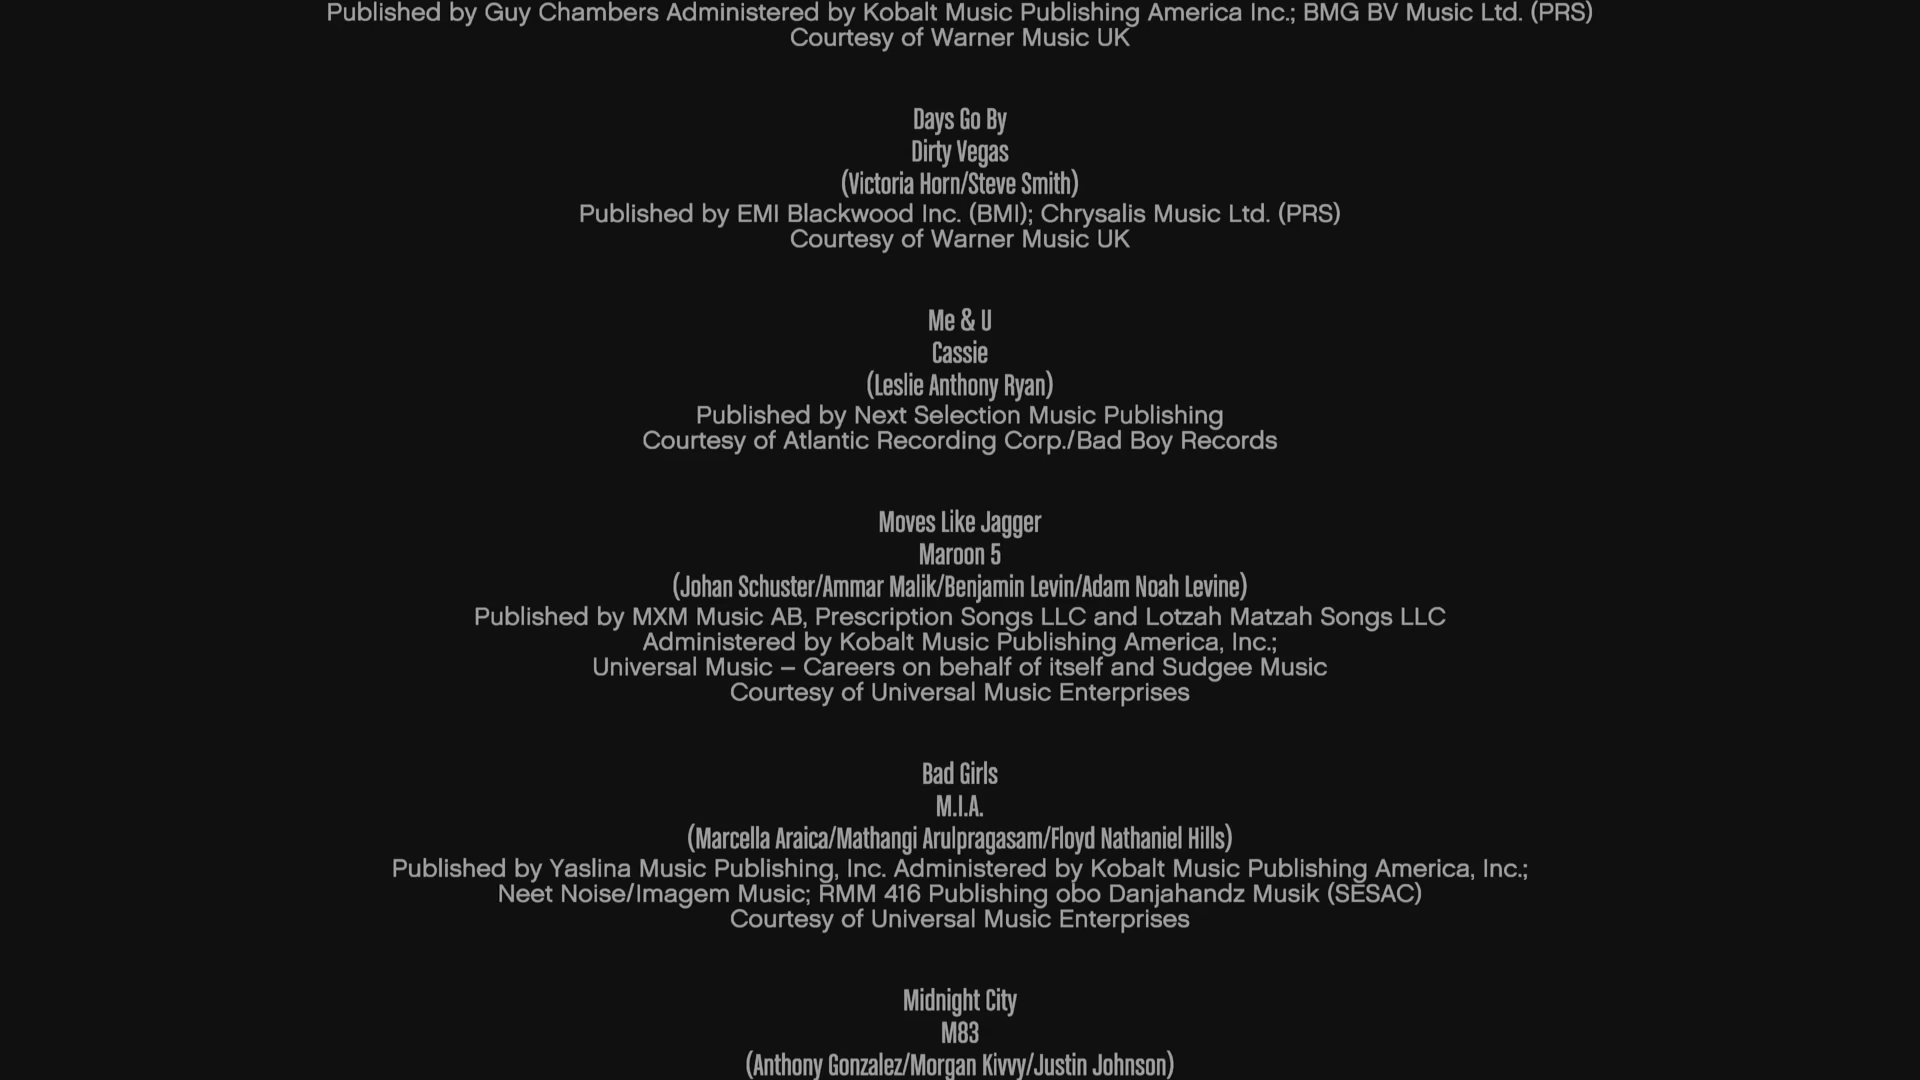 Published by Guy Chambers Administered by Kobalt Music Publishing America Inc.; BMG BV Music Ltd. (PRS)
Courtesy of Warner Music UK
Days Go By
Dirty Vegas
(Victoria Horn/Steve Smith)
Published by EMI Blackwood Inc. (BMI); Chrysalis Music Ltd. (PRS)
Courtesy of Warner Music UK
Me & U
Cassie
(Leslie Anthony Ryan)
Published by Next Selection Music Publishing
Courtesy of Atlantic Recording Corp./Bad Boy Records
Moves Like Jagger
Maroon 5
(Johan Schuster/Ammar Malik/Benjamin Levin/Adam Noah Levine)
Published by MXM Music AB, Prescription Songs LLC and Lotzah Matzah Songs LLC
Administered by Kobalt Music Publishing America, Inc.;
Universal Music – Careers on behalf of itself and Sudgee Music
Courtesy of Universal Music Enterprises
Bad Girls
M.I.A.
(Marcella Araica/Mathangi Arulpragasam/Floyd Nathaniel Hills)
Published by Yaslina Music Publishing, Inc. Administered by Kobalt Music Publishing America, Inc.;
Neet Noise/Imagem Music; RMM 416 Publishing obo Danjahandz Musik (SESAC)
Courtesy of Universal Music Enterprises
Midnight City
M83
(Anthony Gonzalez/Morgan Kivvy/Justin Johnson)